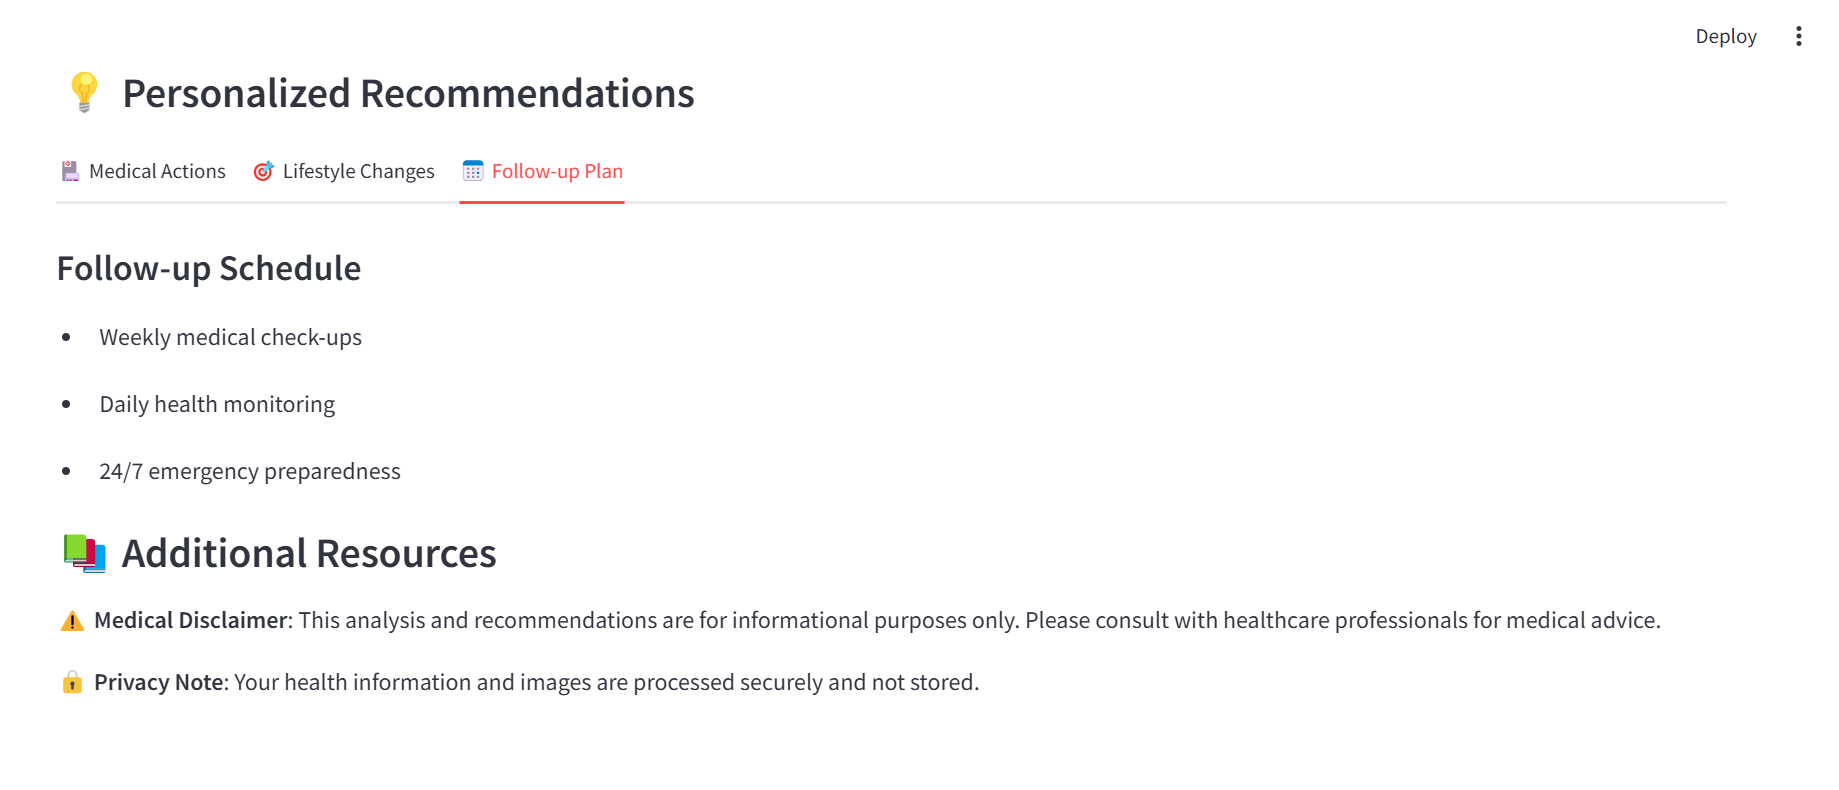 Deploy
Personalized Recommendations
Medical Actions
Lifestyle Changes
Follow-up Plan
Follow-up Schedule
Weekly medical check-ups
Daily health monitoring
24/7 emergency preparedness
Additional Resources
Medical Disclaimer: This analysis and recommendations are for informational purposes only. Please consult with healthcare professionals for medical advice.
Privacy Note: Your health information and images are processed securely and not stored.